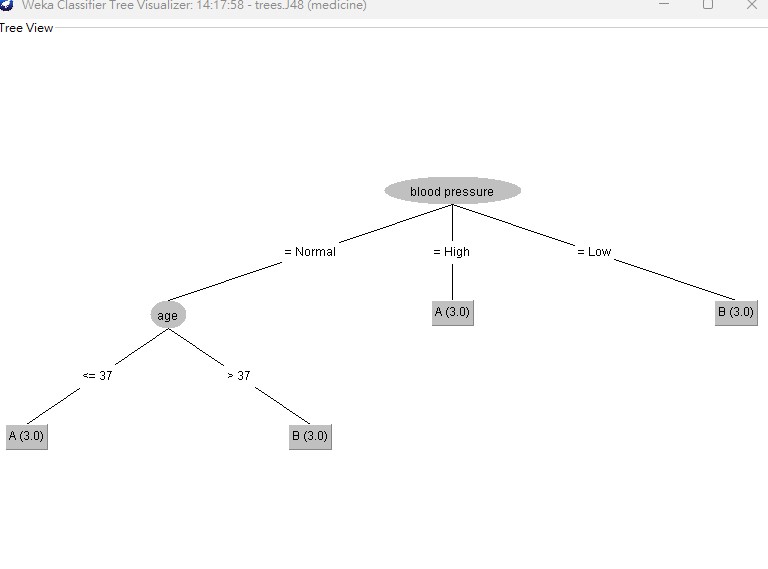 Weka Classifier Tree Visualizer: 14:17:58 - trees.J48 (medicine)
Tree View
blood pressure
= Normal
= High
= Low
age
A (3.0)
B (3.0)
<= 37
> 37
A (3.0)
B (3.0)